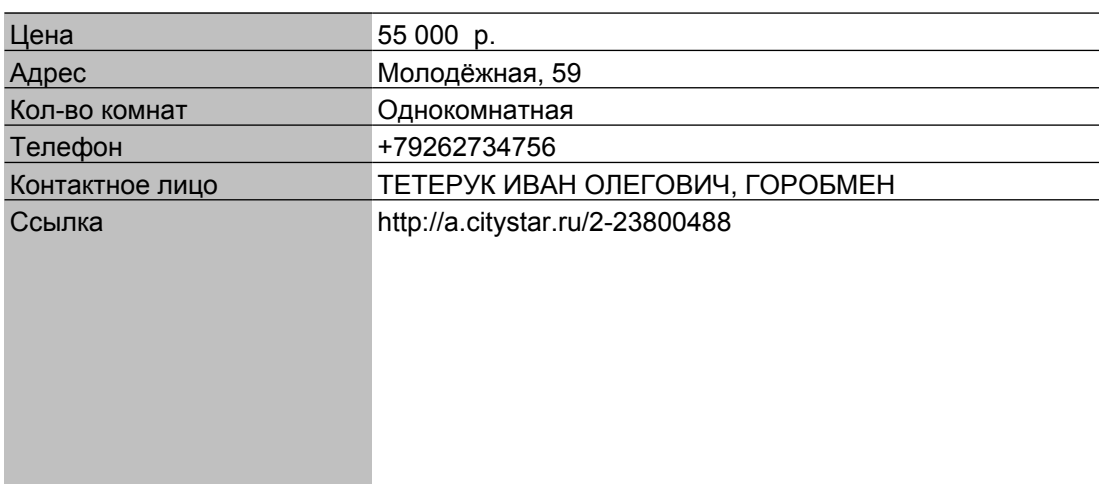 Цена 55 000 р.
Адрес Молодёжная, 59
Кол-во комнат Однокомнатная
Телефон +79262734756
Контактное лицо ТЕТЕРУК ИВАН ОЛЕГОВИЧ, ГОРОБМЕН
Ссылка http://a.citystar.ru/2-23800488